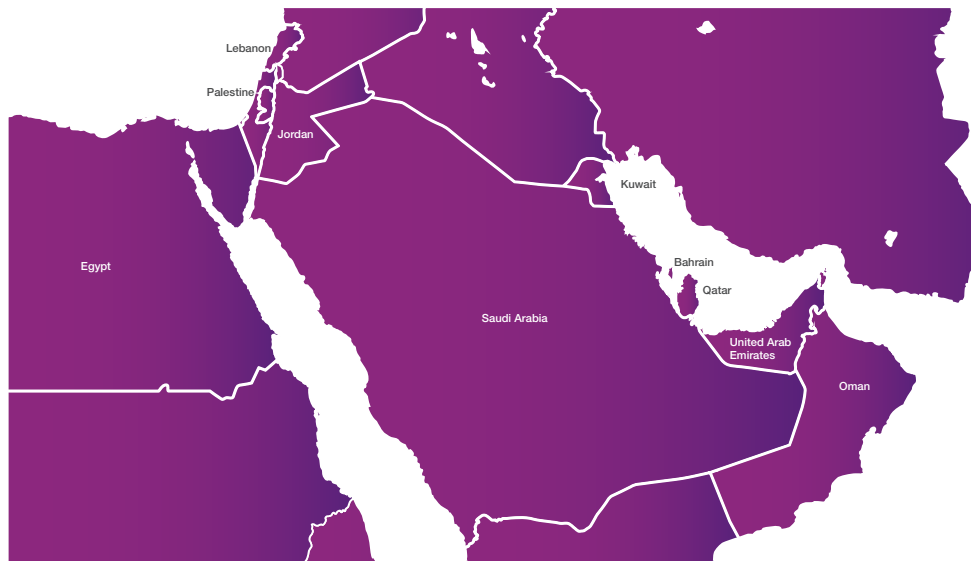 Lebanon
Palestine
Jordan
Kuwait
Egypt
Bahrain
Qatar
Saudi Arabia
United Arab
Emirates
Oman